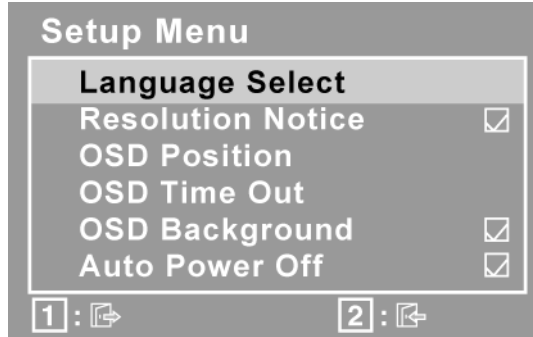 Setup Menu
Language Select
Resolution Notice
OSD Position
OSD Time Out
OSD Background
Auto Power Off
1 : 2 :